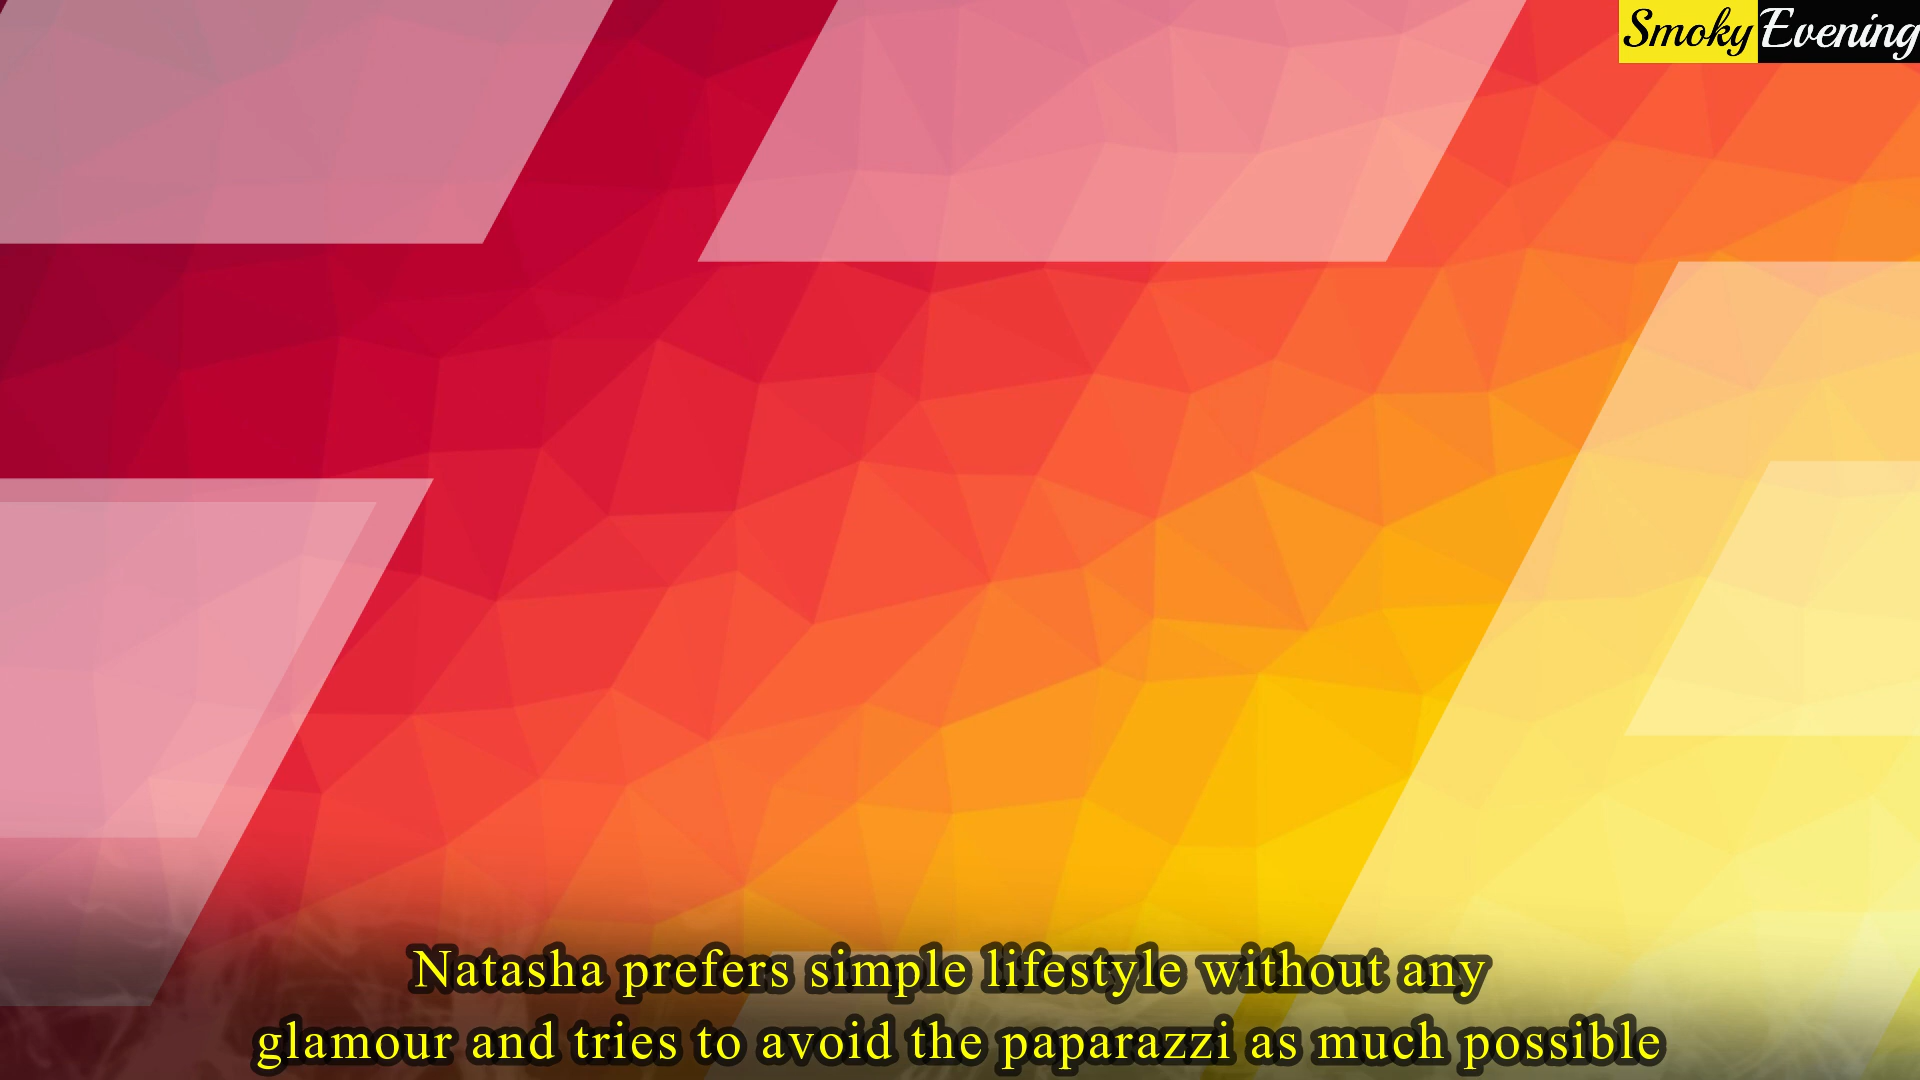 Smoky Evening
Natasha prefers simple lifestyle without any
glamour and tries to avoid the paparazzi as much possible